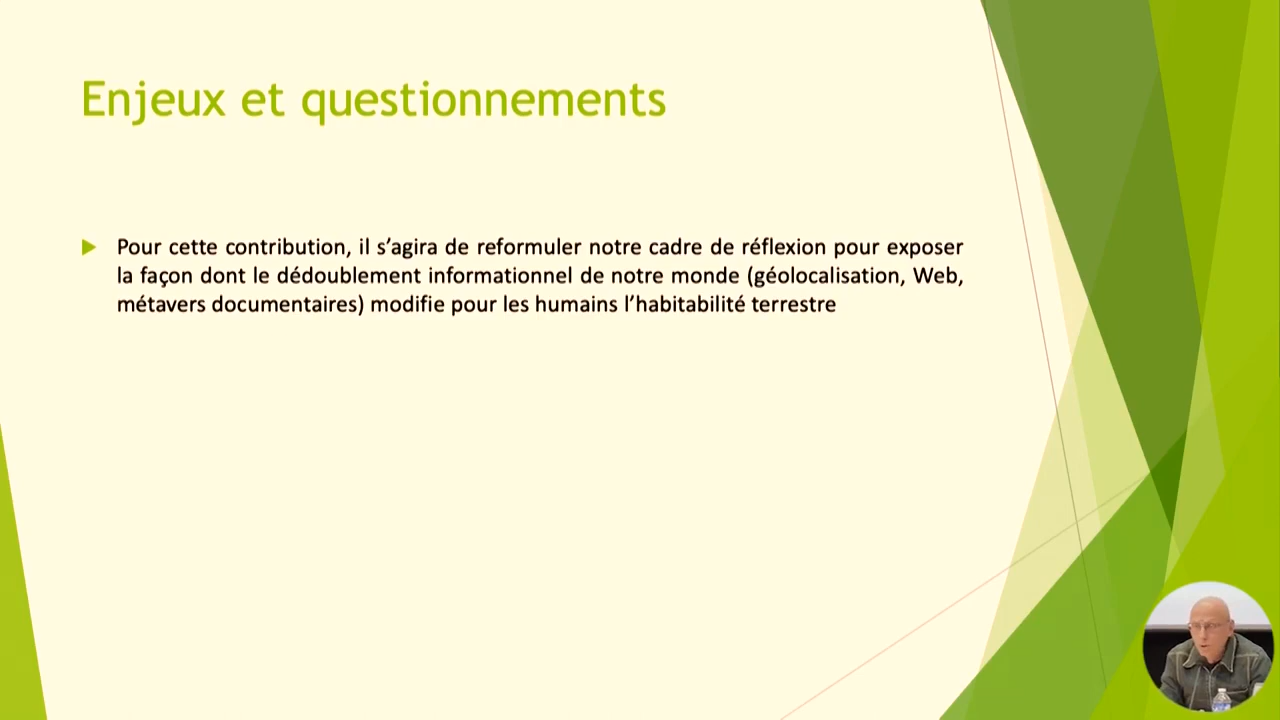 Enjeux et questionnements
Pour cette contribution, il s’agira de reformuler notre cadre de réflexion pour exposer
la façon dont le dédoublement informationnel de notre monde (géolocalisation, Web,
métavers documentaires) modifie pour les humains l’habitabilité terrestre